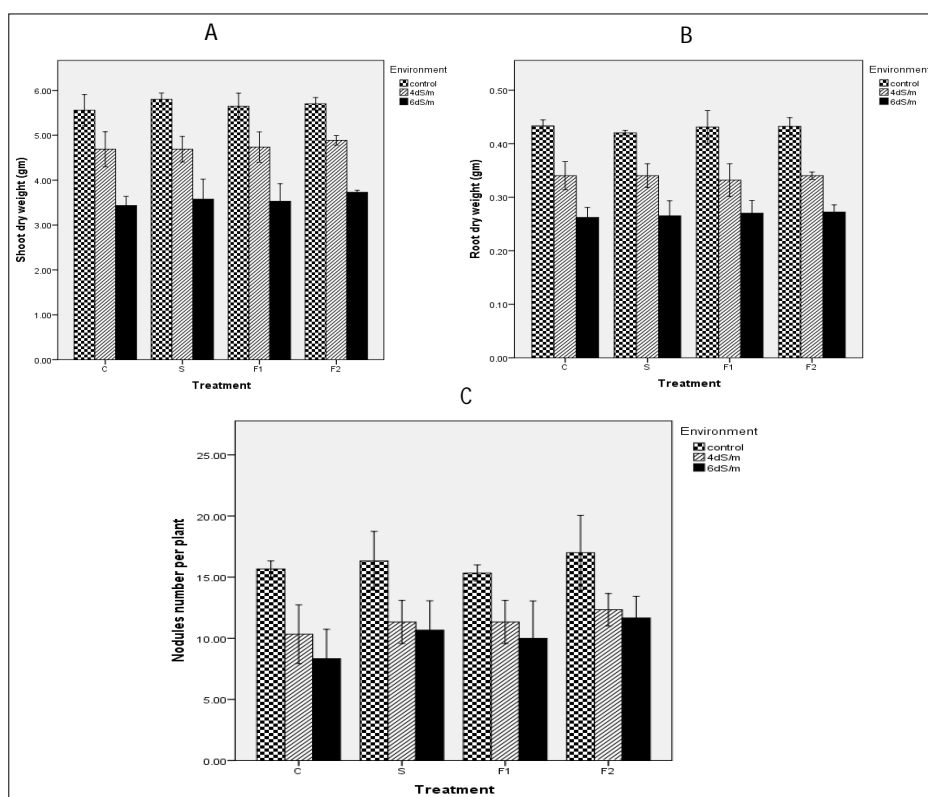 A
Environment
control
4dS/m
6dS/m
Shoot dry weight (gm)
6.00
5.00
4.00
3.00
2.00
1.00
0.00
C S F1 F2
Treatment
B
Environment
control
4dS/m
6dS/m
Root dry weight (gm)
0.50
0.40
0.30
0.20
0.10
0.00
C S F1 F2
Treatment
C
Environment
control
4dS/m
6dS/m
Nodules number per plant
25.00
20.00
15.00
10.00
5.00
0.00
C S F1 F2
Treatment